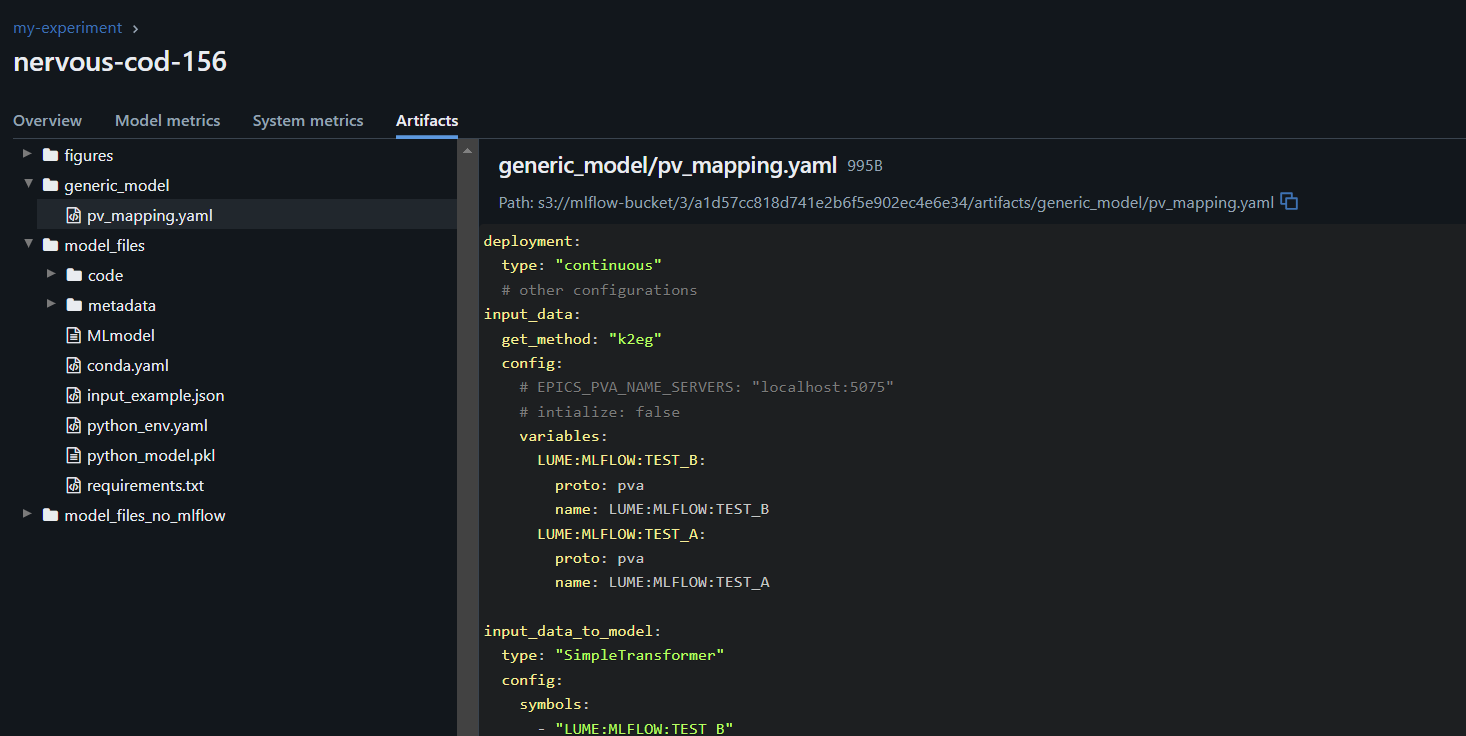 my-experiment
nervous-cod-156
Overview Model metrics System metrics Artifacts
figures
generic_model
pv_mapping.yaml
model_files
code
metadata
MLmodel
conda.yaml
input_example.json
python_env.yaml
python_model.pkl
requirements.txt
model_files_no_mlflow
generic_model/pv_mapping.yaml 995B
Path: s3://mlflow-bucket/3/a1d57cc818d741e2b6f5e902ec4e6e34/artifacts/generic_model/pv_mapping.yaml
deployment:
  type: "continuous"
  # other configurations
input_data:
  get_method: "k2eg"
  config:
    # EPICS_PVA_NAME_SERVERS: "localhost:5075"
    # intialize: false
    variables:
      LUME:MLFLOW:TEST_B:
        proto: pva
        name: LUME:MLFLOW:TEST_B
      LUME:MLFLOW:TEST_A:
        proto: pva
        name: LUME:MLFLOW:TEST_A
input_data_to_model:
  type: "SimpleTransformer"
  config:
    symbols:
      - "LUME:MLFLOW:TEST_B"